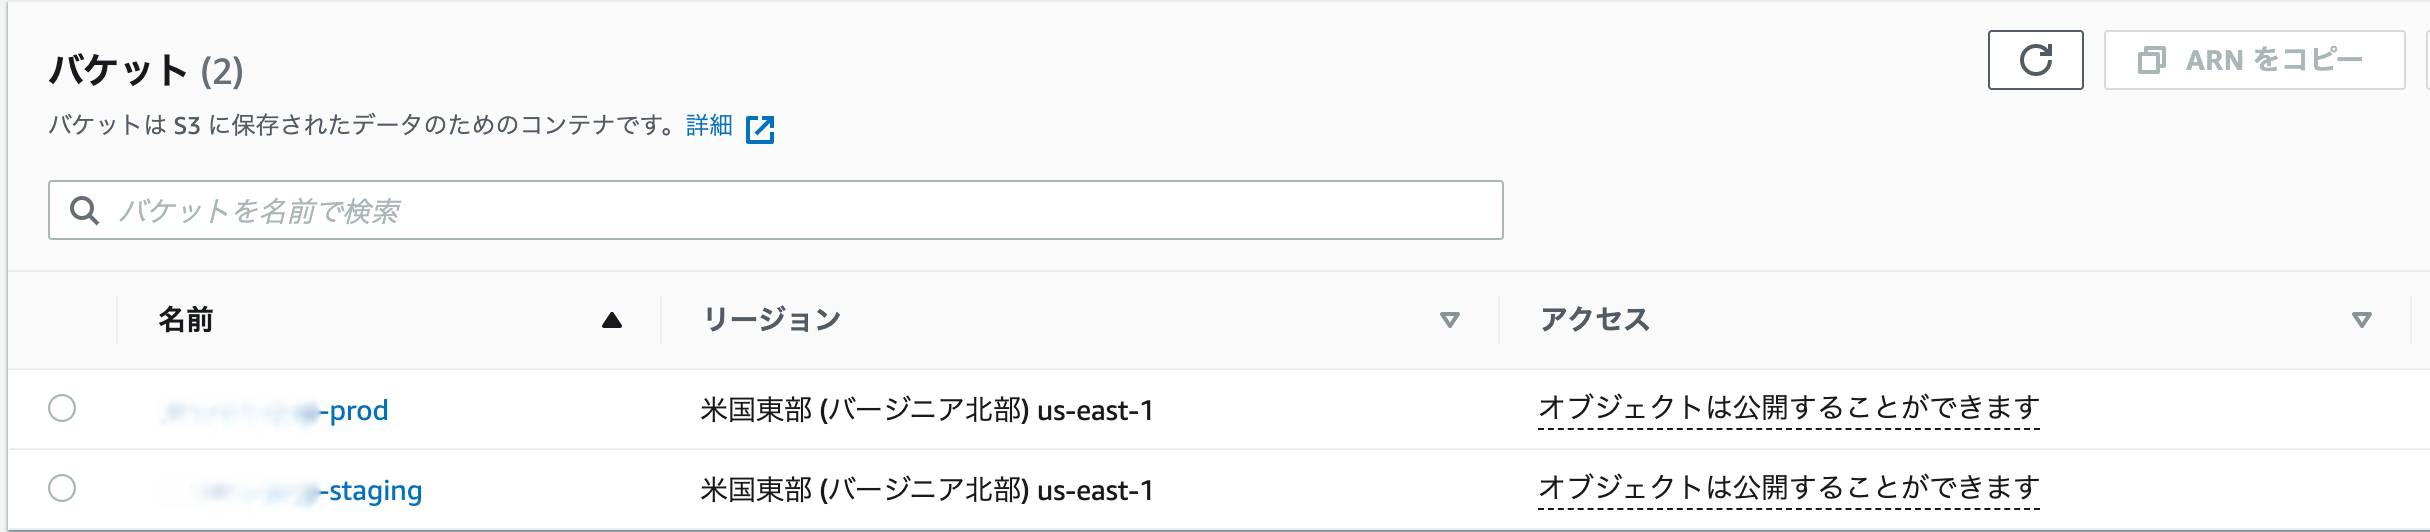 バケット (2)
ARN をコピー
バケットは S3 に保存されたデータのためのコンテナです。詳細
バケットを名前で検索
名前 リージョン アクセス
-prod 米国東部 (バージニア北部) us-east-1 オブジェクトは公開することができます
-staging 米国東部 (バージニア北部) us-east-1 オブジェクトは公開することができます